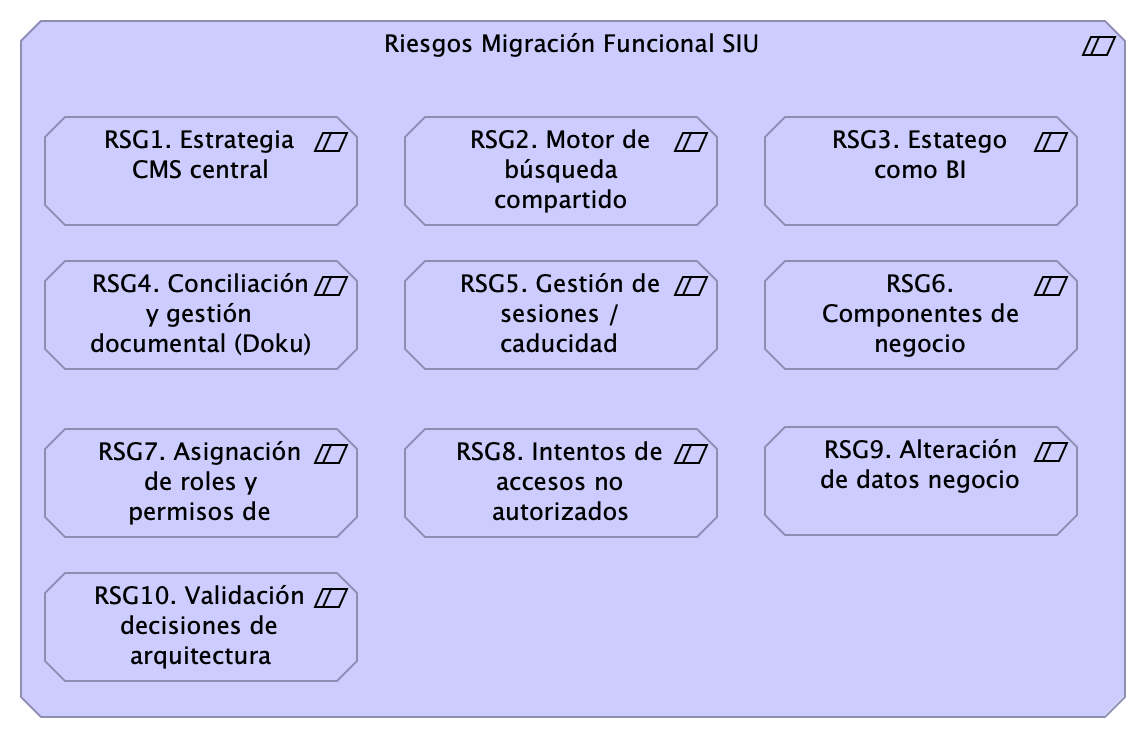 Riesgos Migración Funcional SIU
RSG1. Estrategia
CMS central
RSG2. Motor de
búsqueda
compartido
RSG3. Estatego
como BI
RSG4. Conciliación
y gestión
documental (Doku)
RSG5. Gestión de
sesiones /
caducidad
RSG6.
Componentes de
negocio
RSG7. Asignación
de roles y
permisos de
RSG8. Intentos de
accesos no
autorizados
RSG9. Alteración
de datos negocio
RSG10. Validación
decisiones de
arquitectura